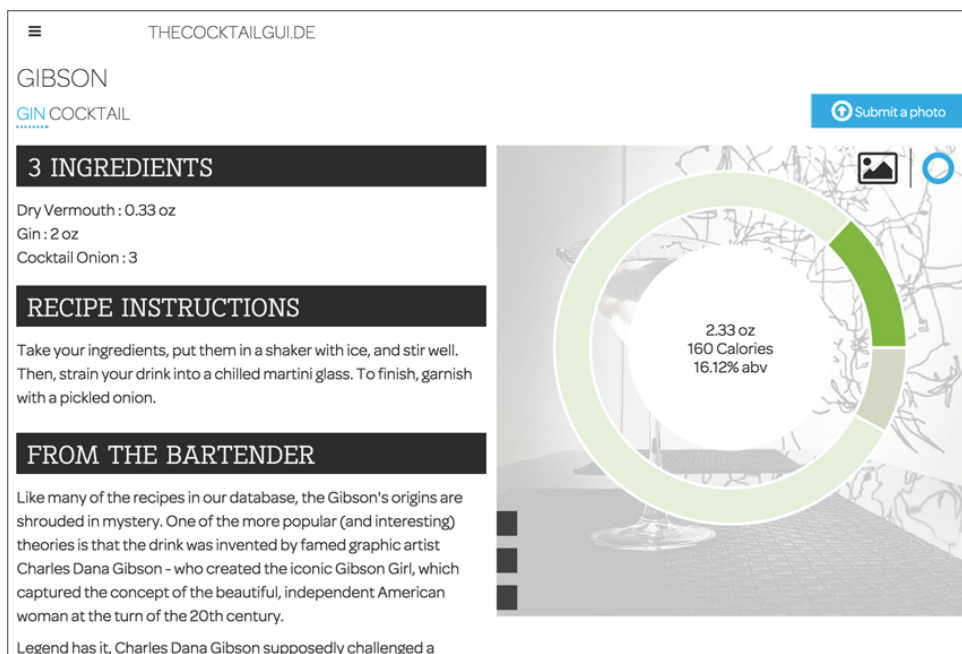 THECOCKTAILGUI.DE
GIBSON
GIN COCKTAIL
Submit a photo
3 INGREDIENTS
Dry Vermouth : 0.33 oz
Gin : 2 oz
Cocktail Onion : 3
RECIPE INSTRUCTIONS
Take your ingredients, put them in a shaker with ice, and stir well.
Then, strain your drink into a chilled martini glass. To finish, garnish
with a pickled onion.
FROM THE BARTENDER
Like many of the recipes in our database, the Gibson's origins are
shrouded in mystery. One of the more popular (and interesting)
theories is that the drink was invented by famed graphic artist
Charles Dana Gibson - who created the iconic Gibson Girl, which
captured the concept of the beautiful, independent American
woman at the turn of the 20th century.
Legend has it, Charles Dana Gibson supposedly challenged a
2.33 oz
160 Calories
16.12% abv